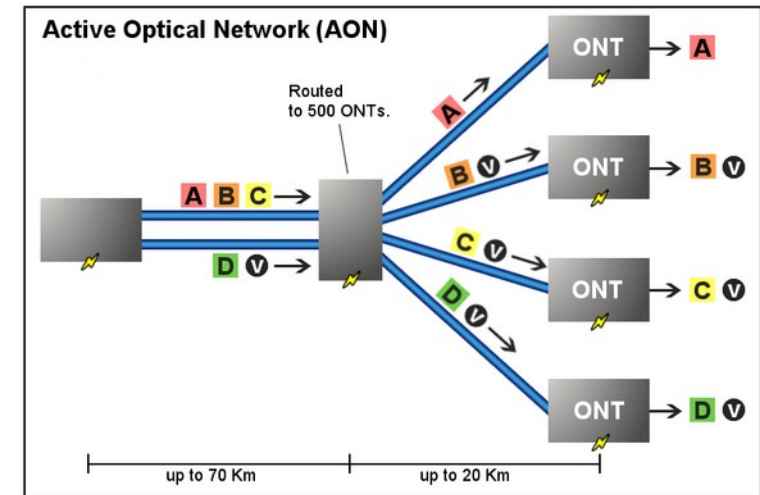 Active Optical Network (AON)
Routed
to 500 ONTs.
A B C
D V
A
B V
C V
D V
ONT
A
ONT
B V
ONT
C V
ONT
D V
up to 70 Km
up to 20 Km